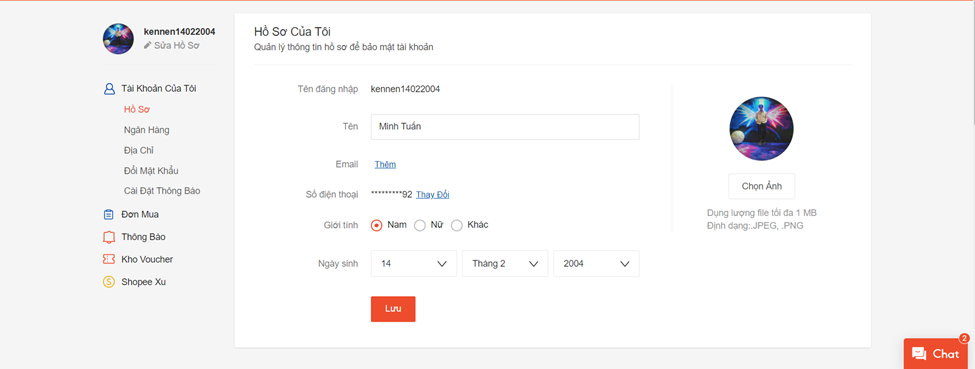 kennen14022004
Sửa Hồ Sơ
Tài Khoản Của Tôi
Hồ Sơ
Ngân Hàng
Địa Chỉ
Đổi Mật Khẩu
Cài Đặt Thông Báo
Đơn Mua
Thông Báo
Kho Voucher
Shopee Xu
Hồ Sơ Của Tôi
Quản lý thông tin hồ sơ để bảo mật tài khoản
Tên đăng nhập kennen14022004
Tên Minh Tuấn
Email Thêm
Số điện thoại *********92 Thay Đổi
Giới tính Nam Nữ Khác
Ngày sinh 14 Tháng 2 2004
Lưu
Chọn Ảnh
Dụng lượng file tối đa 1 MB
Định dạng:.JPEG, .PNG
2
Chat